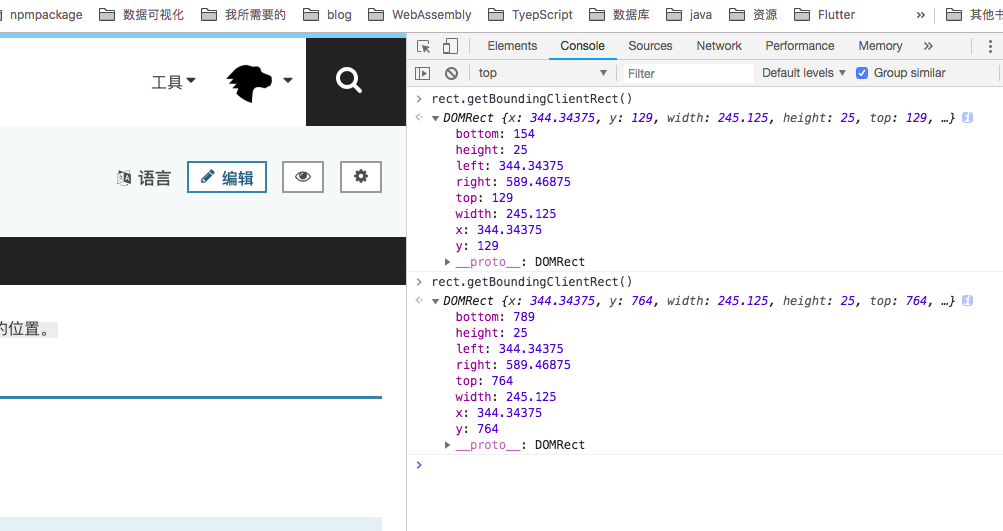 npmpackage 数据可视化 我所需要的 blog WebAssembly TyepScript 数据库 java 资源 Flutter » 其他书
工具
Elements Console Sources Network Performance Memory »
top Filter Default levels Group similar
rect.getBoundingClientRect()
DOMRect {x: 344.34375, y: 129, width: 245.125, height: 25, top: 129, …}
bottom: 154
height: 25
left: 344.34375
right: 589.46875
top: 129
width: 245.125
x: 344.34375
y: 129
__proto__: DOMRect
语言 编辑
rect.getBoundingClientRect()
DOMRect {x: 344.34375, y: 764, width: 245.125, height: 25, top: 764, …}
bottom: 789
height: 25
left: 344.34375
right: 589.46875
top: 764
width: 245.125
x: 344.34375
y: 764
__proto__: DOMRect
的位置。